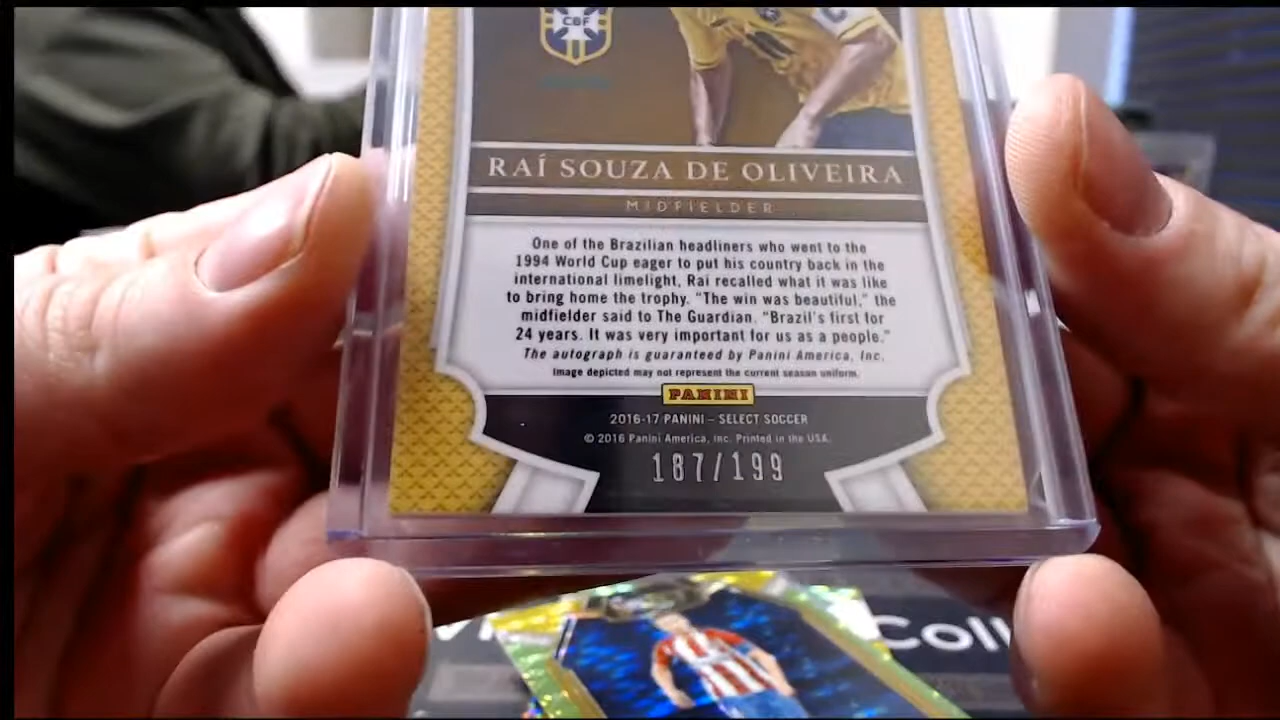 CBF
RAÍ SOUZA DE OLIVEIRA
MIDFIELDER
One of the Brazilian headliners who went to the
1994 World Cup eager to put his country back in the
international limelight, Rai recalled what it was like
to bring home the trophy. "The win was beautiful," the
midfielder said to The Guardian. "Brazil's first for
24 years. It was very important for us as a people."
The autograph is guaranteed by Panini America, Inc.
Image depicted may not represent the current season uniform.
PANINI
2016-17 PANINI – SELECT SOCCER
© 2016 Panini America, Inc. Printed in the USA.
187/199
Coll